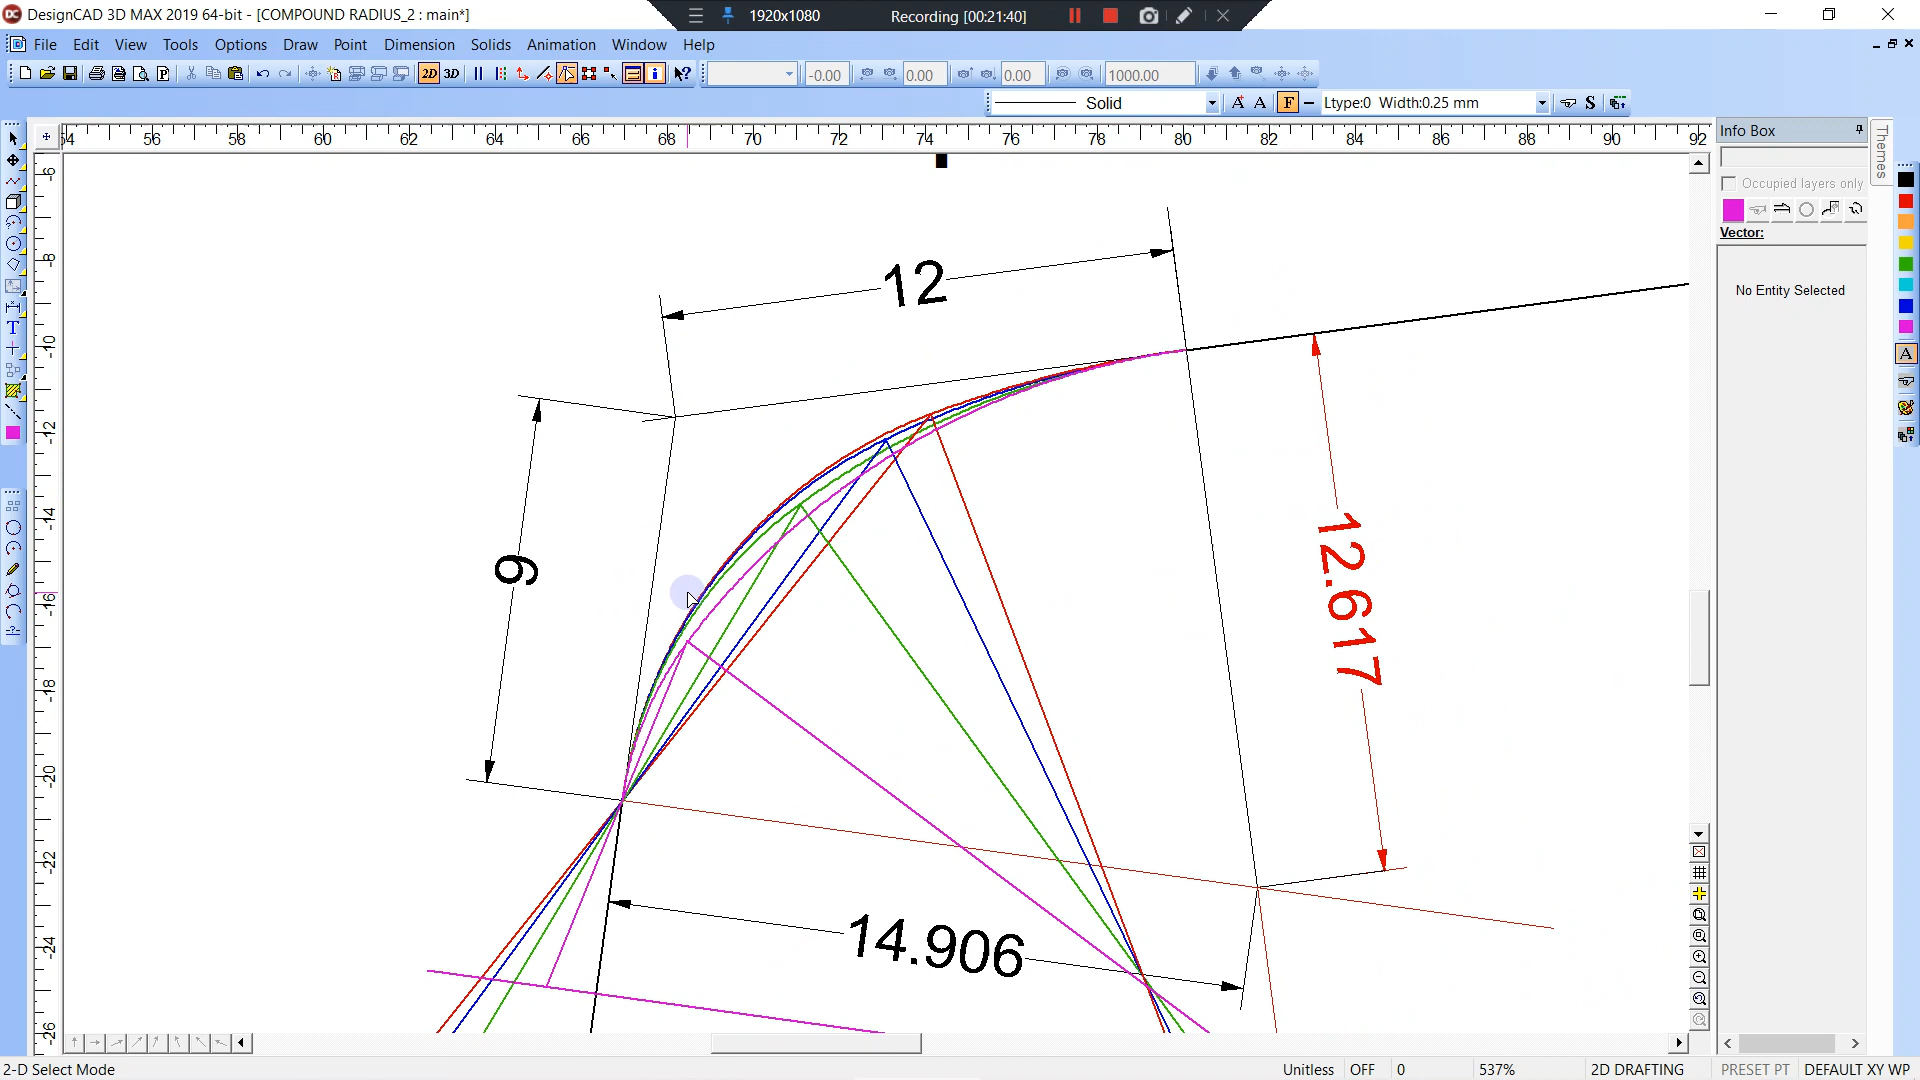 DesignCAD 3D MAX 2019 64-bit - [COMPOUND RADIUS_2 : main*]
1920x1080
Recording [00:21:40]
File Edit View Tools Options Draw Point Dimension Solids Animation Window Help
2D 3D
-0.00
0.00
0.00
1000.00
Solid
A A F
Ltype:0 Width:0.25 mm
S
54 56 58 60 62 64 66 68 70 72 74 76 78 80 82 84 86 88 90 92
Info Box
Themes
Occupied layers only
Vector:
No Entity Selected
-6
-8
-10
-12
-14
-16
-18
-20
-22
-24
-26
T
A
12
9
12.617
14.906
2-D Select Mode
Unitless OFF 0 537% 2D DRAFTING PRESET PT DEFAULT XY WP